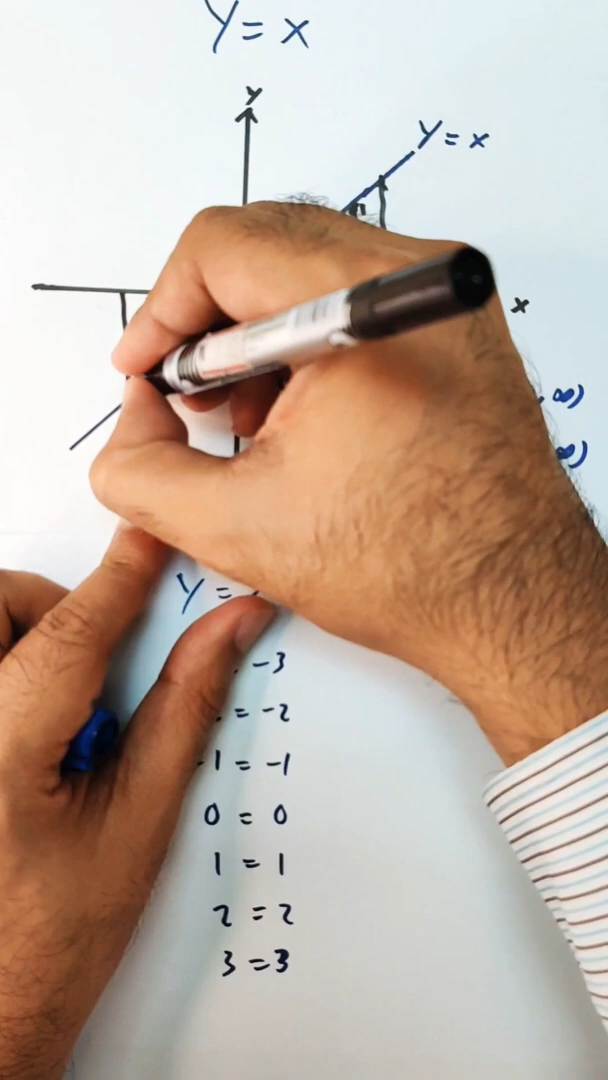 Y = x
y
Y = x
x
∞)
∞)
Y =
-3
= -2
-1 = -1
0 = 0
1 = 1
2 = 2
3 = 3